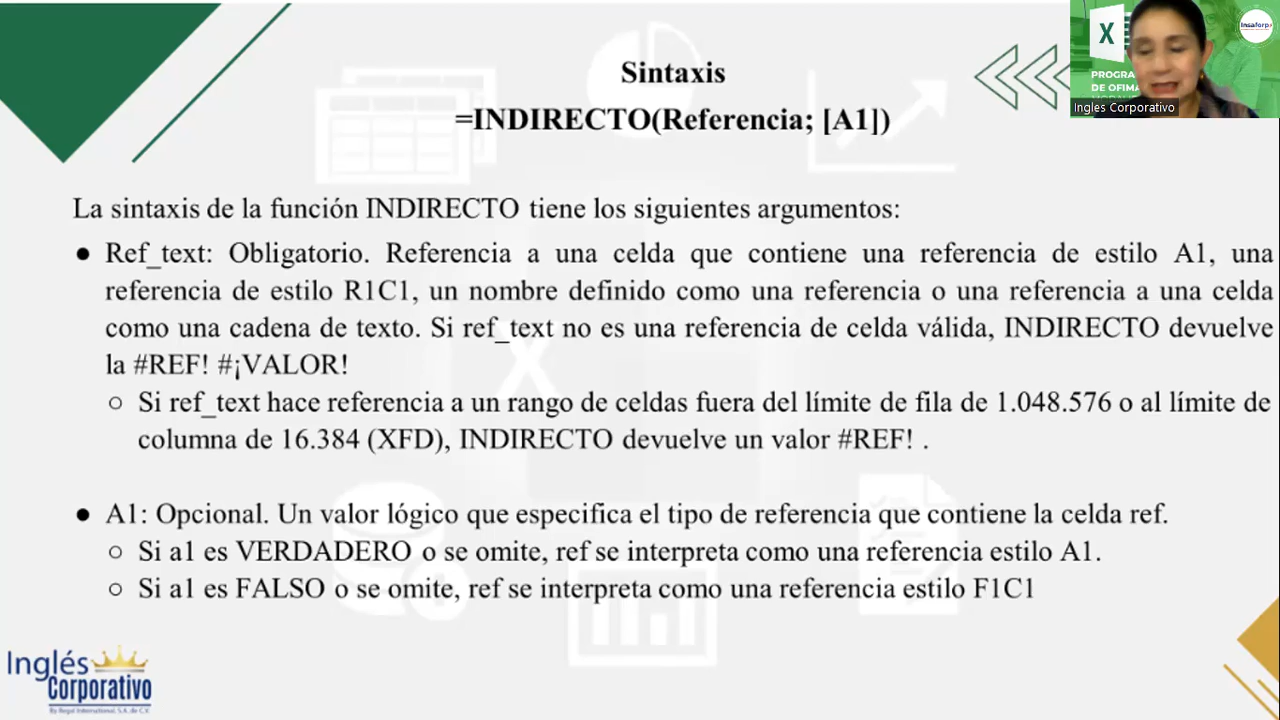 Sintaxis
=INDIRECTO(Referencia; [A1])
La sintaxis de la función INDIRECTO tiene los siguientes argumentos:
● Ref_text: Obligatorio. Referencia a una celda que contiene una referencia de estilo A1, una
referencia de estilo R1C1, un nombre definido como una referencia o una referencia a una celda
como una cadena de texto. Si ref_text no es una referencia de celda válida, INDIRECTO devuelve
la #REF! #¡VALOR!
○ Si ref_text hace referencia a un rango de celdas fuera del límite de fila de 1.048.576 o al límite de
columna de 16.384 (XFD), INDIRECTO devuelve un valor #REF! .
● A1: Opcional. Un valor lógico que especifica el tipo de referencia que contiene la celda ref.
○ Si a1 es VERDADERO o se omite, ref se interpreta como una referencia estilo A1.
○ Si a1 es FALSO o se omite, ref se interpreta como una referencia estilo F1C1
X
Insaforp
PROGRA
DE OFIMA
Ingles Corporativo
Inglés
Corporativo